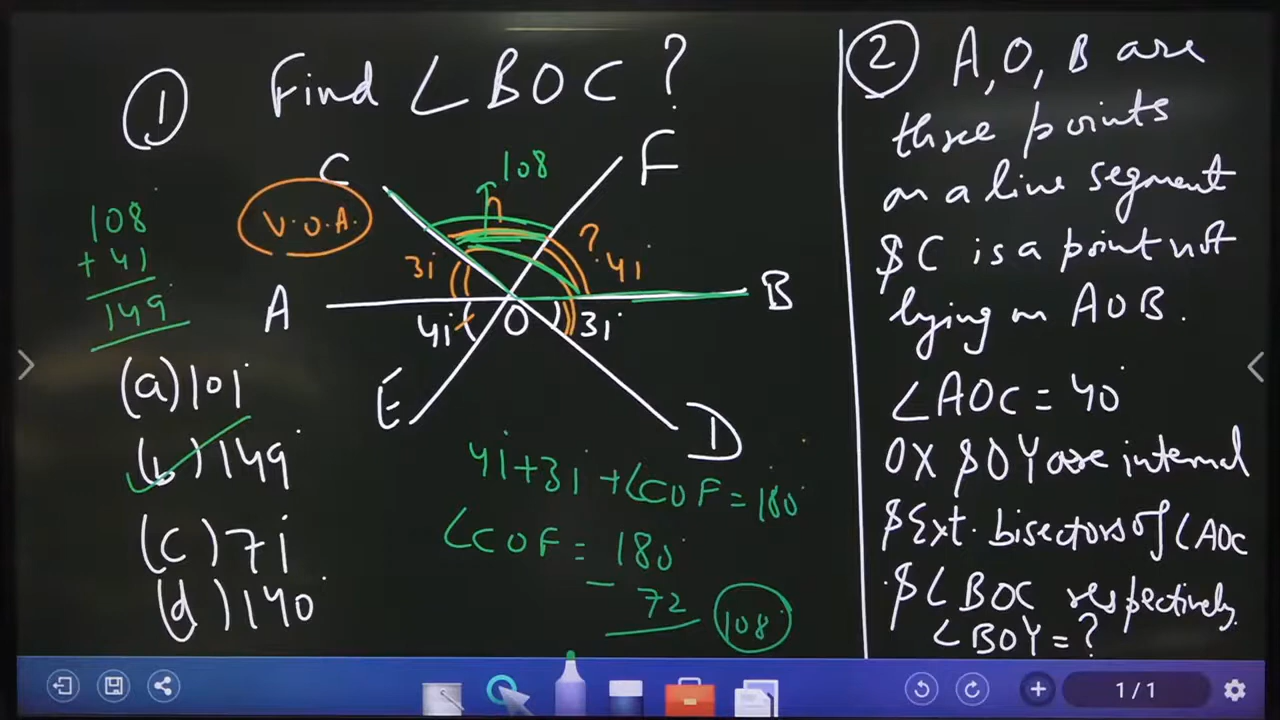 ① Find ∠BOC ?
C
F
108
V.O.A.
108°
+ 41
149°
31
?
41°
A
B
41
O
31
E
D
(a) 101°
(b) 149°
(c) 71
(d) 140°
41 + 31 + ∠COF = 180°
∠COF = 180
- 72
108°
② A, O, B are
three points
on a line segment
& C is a point not
lying on AOB.
∠AOC = 40°
OX & OY are internal
& Ext. bisectors of ∠AOC
& ∠BOC respectively.
∠BOY = ?
1 / 1